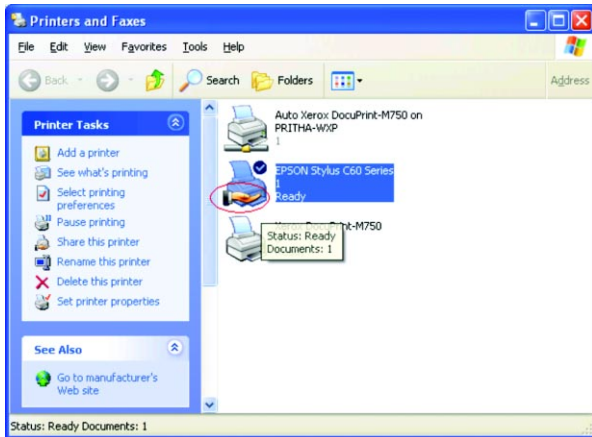 Printers and Faxes
File Edit View Favorites Tools Help
Back Search Folders Address
Printer Tasks
Add a printer
See what's printing
Select printing
preferences
Pause printing
Share this printer
Rename this printer
Delete this printer
Set printer properties
See Also
Go to manufacturer's
Web site
Auto Xerox DocuPrint-M750 on
PRITHA-WXP
1
EPSON Stylus C60 Series
1
Ready
Xerox DocuPrint-M750
Status: Ready
Documents: 1
Status: Ready Documents: 1